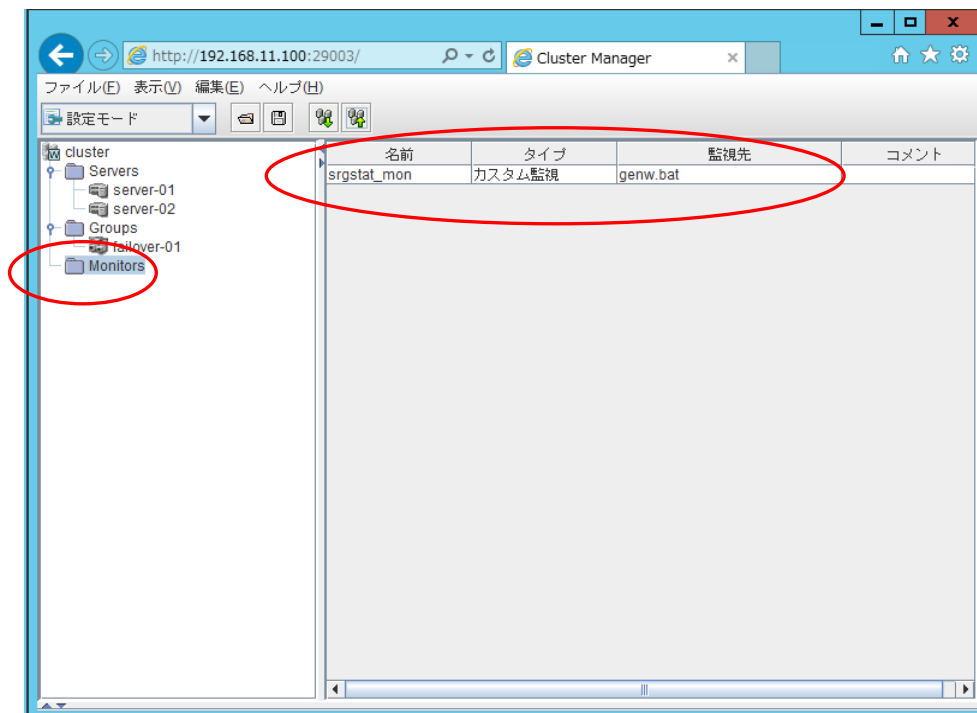 http://192.168.11.100:29003/
Cluster Manager
ファイル(F) 表示(V) 編集(E) ヘルプ(H)
設定モード
cluster
Servers
server-01
server-02
Groups
failover-01
Monitors
名前 タイプ 監視先 コメント
srgstat_mon カスタム監視 genw.bat